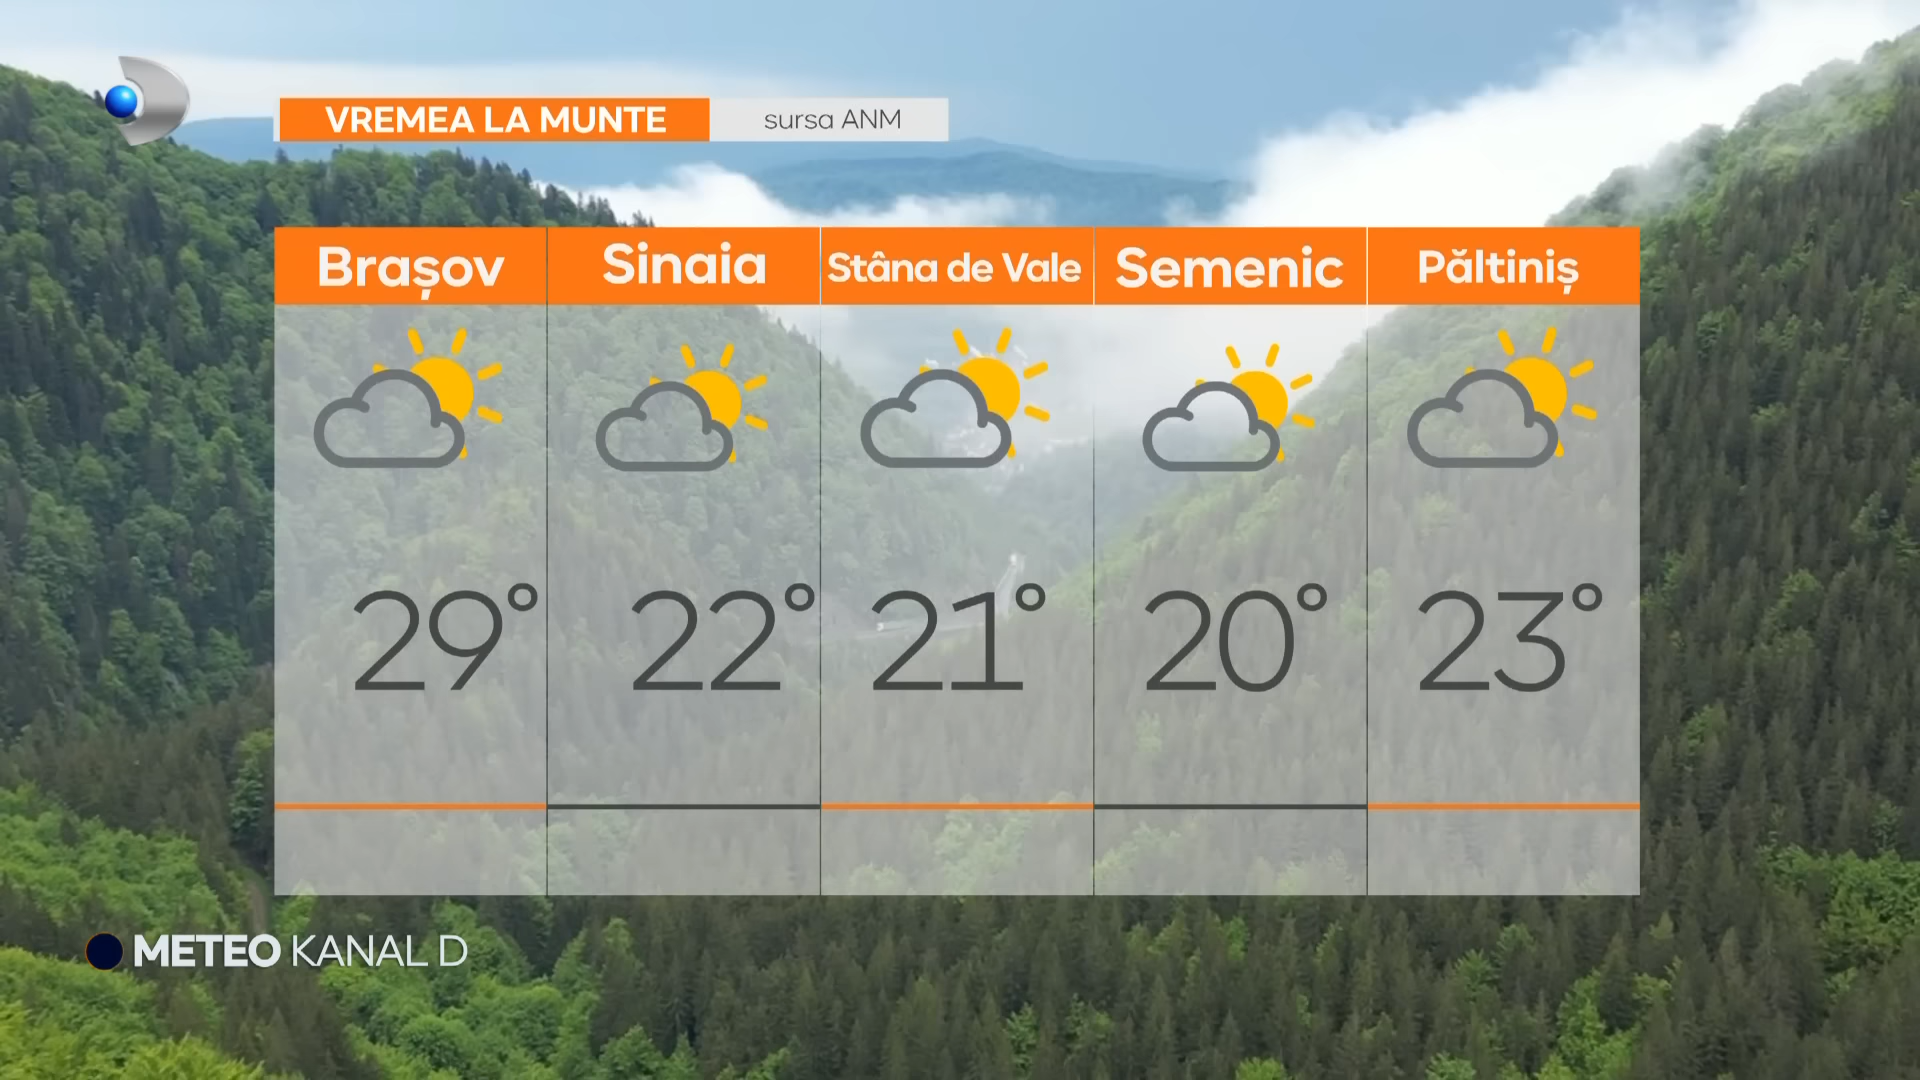 VREMEA LA MUNTE
sursa ANM
Brașov
Sinaia
Stâna de Vale
Semenic
Păltiniș
29°
22°
21°
20°
23°
METEO KANAL D